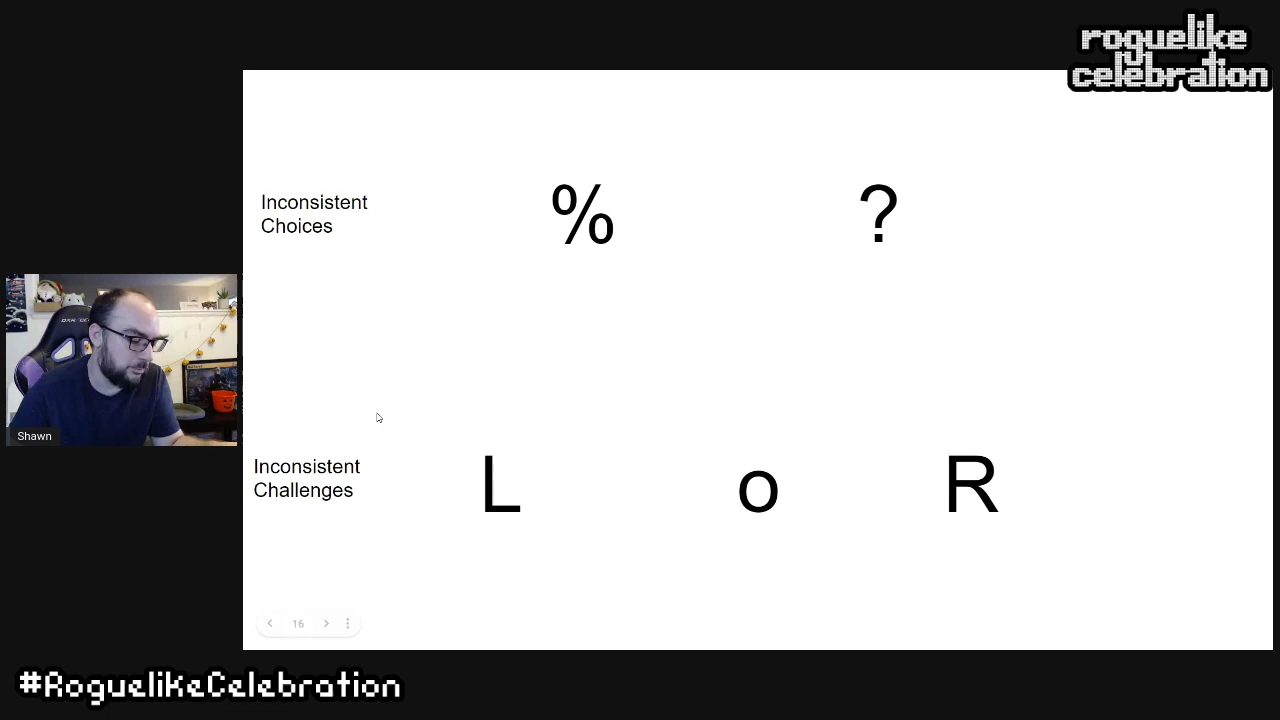 roguelike
celebration
Inconsistent
Choices
%
?
Shawn
Inconsistent
Challenges
L
o
R
16
#RoguelikeCelebration